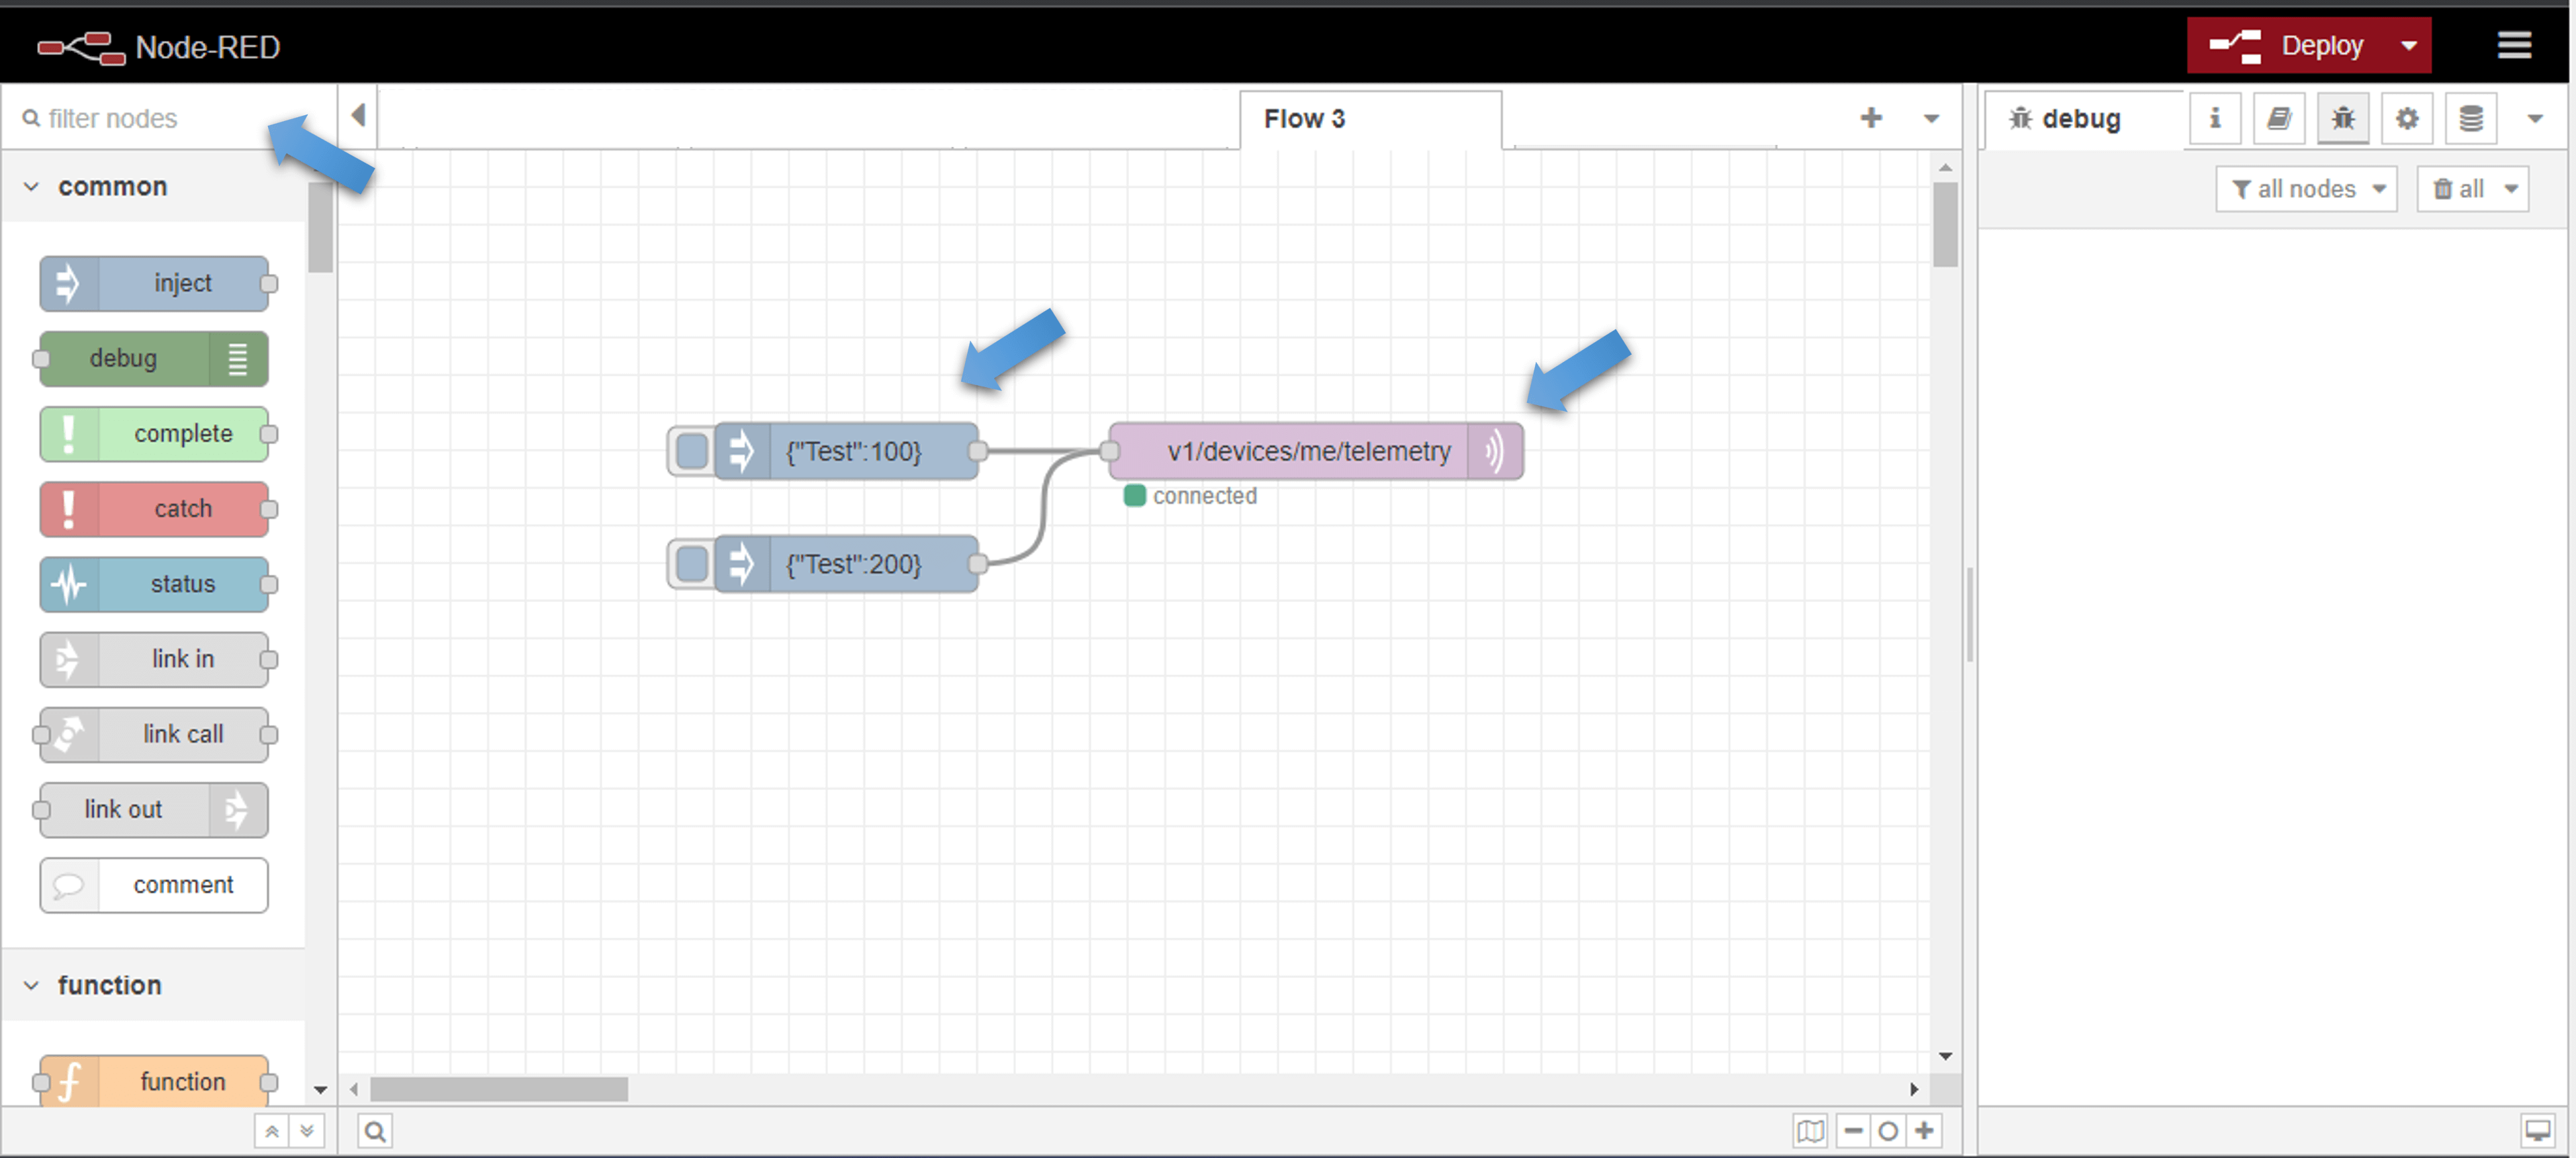 Node-RED
Deploy
filter nodes
Flow 3
debug
all nodes
all
common
inject
debug
complete
catch
status
link in
link call
link out
comment
function
function
{"Test":100}
v1/devices/me/telemetry
connected
{"Test":200}